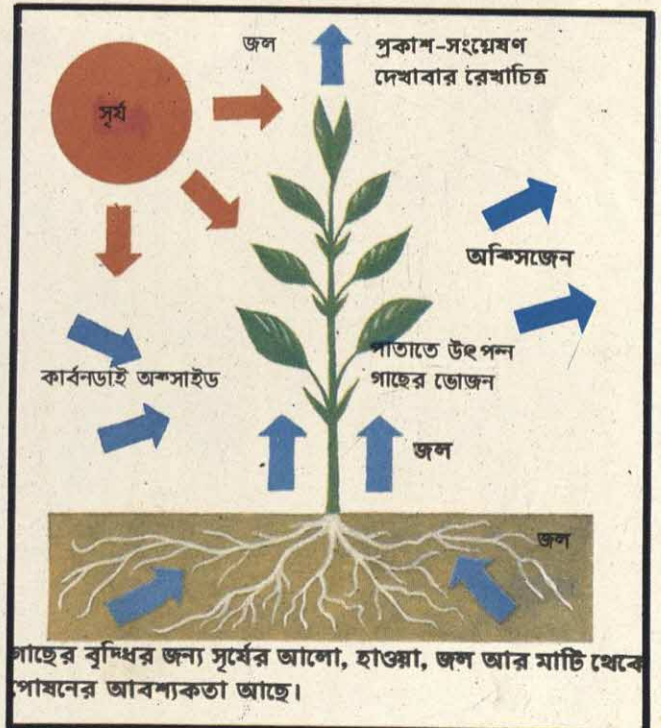 জল
প্রকাশ-সংশ্লেষণ
দেখাবার রেখাচিত্র
সূর্য
অক্সিজেন
কার্বনডাই অক্সাইড
পাতাতে উৎপন্ন
গাছের ভোজন
জল
জল
গাছের বৃদ্ধির জন্য সূর্যের আলো, হাওয়া, জল আর মাটি থেকে
পোষনের আবশ্যকতা আছে।